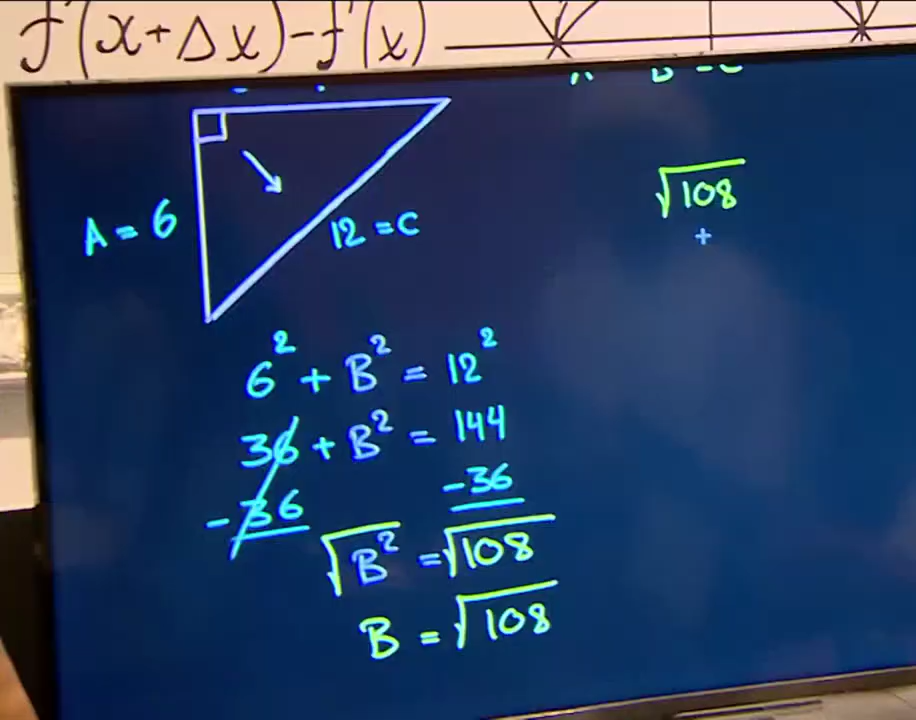 f'(x+Δx)-f'(x)
√108
A = 6
12 = C
6² + B² = 12²
36 + B² = 144
-36 -36
√B² = √108
B = √108